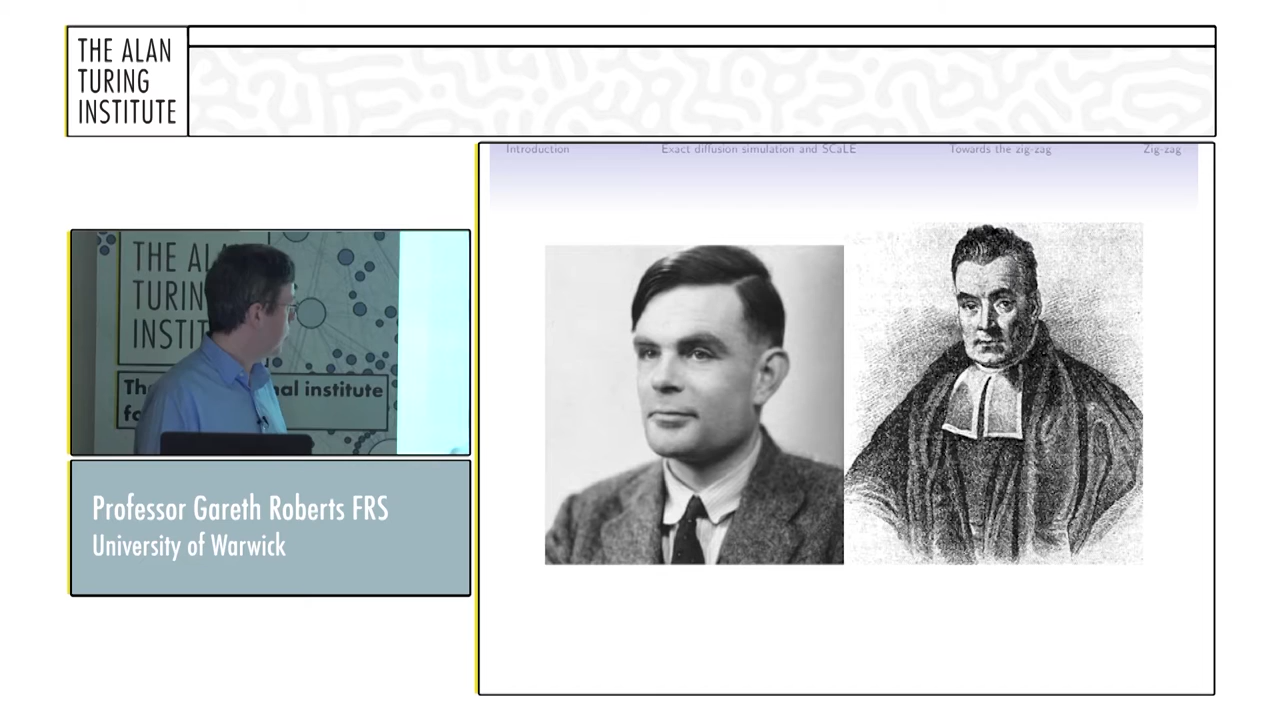 THE ALAN
TURING
INSTITUTE
Introduction
Exact diffusion simulation and SCaLE
Towards the zig-zag
Zig-zag
THE AL
TURIN
INSTIT
The
al institute
fo
Professor Gareth Roberts FRS
University of Warwick